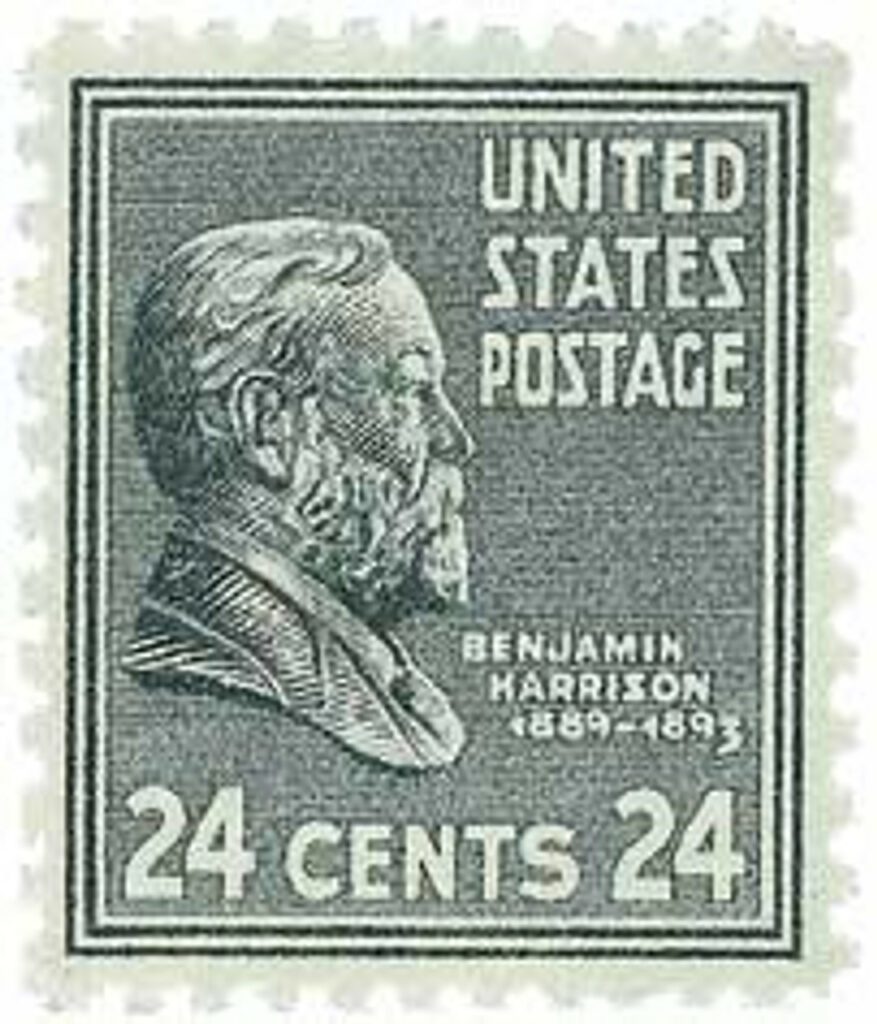 UNITED
STATES
POSTAGE
BENJAMIN
HARRISON
1889-1893
24 CENTS 24